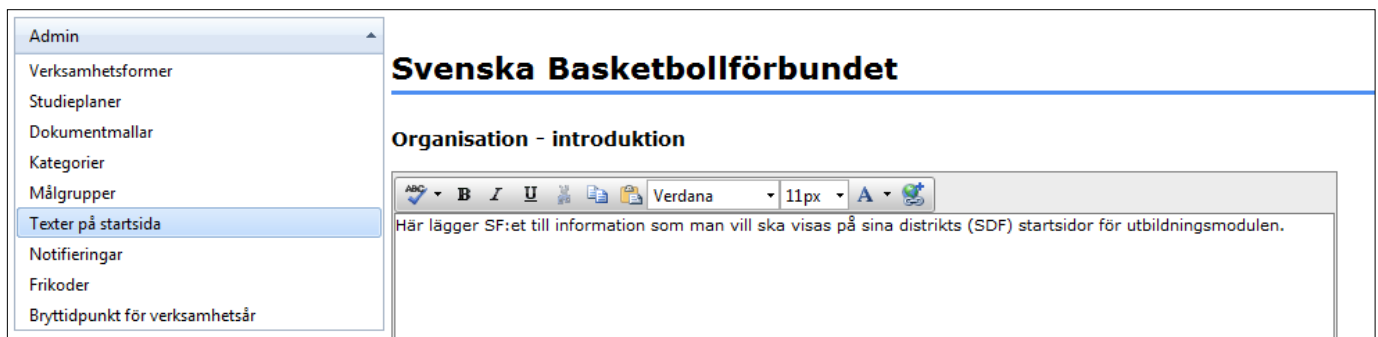 Admin
Verksamhetsformer
Studieplaner
Dokumentmallar
Kategorier
Målgrupper
Texter på startsida
Notifieringar
Frikoder
Bryttidpunkt för verksamhetsår
Svenska Basketbollförbundet
Organisation - introduktion
ABC B I U Verdana 11px A
Här lägger SF:et till information som man vill ska visas på sina distrikts (SDF) startsidor för utbildningsmodulen.